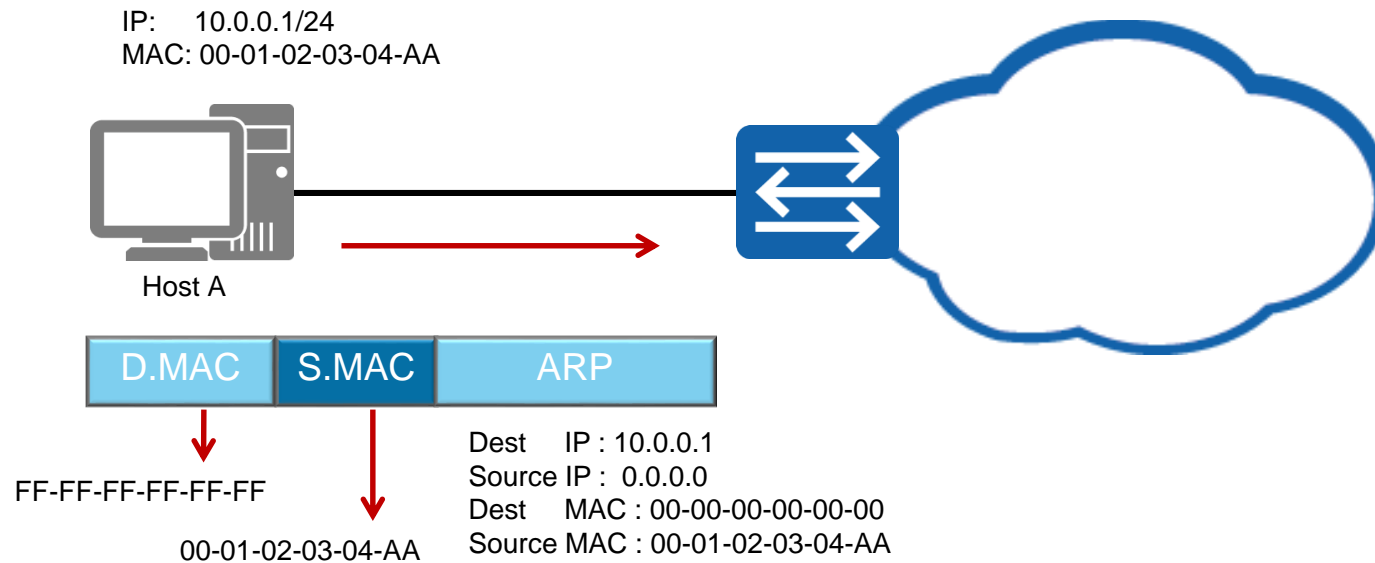 IP: 10.0.0.1/24
MAC: 00-01-02-03-04-AA
Host A
D.MAC S.MAC ARP
Dest IP : 10.0.0.1
Source IP : 0.0.0.0
Dest MAC : 00-00-00-00-00-00
Source MAC : 00-01-02-03-04-AA
FF-FF-FF-FF-FF-FF
00-01-02-03-04-AA